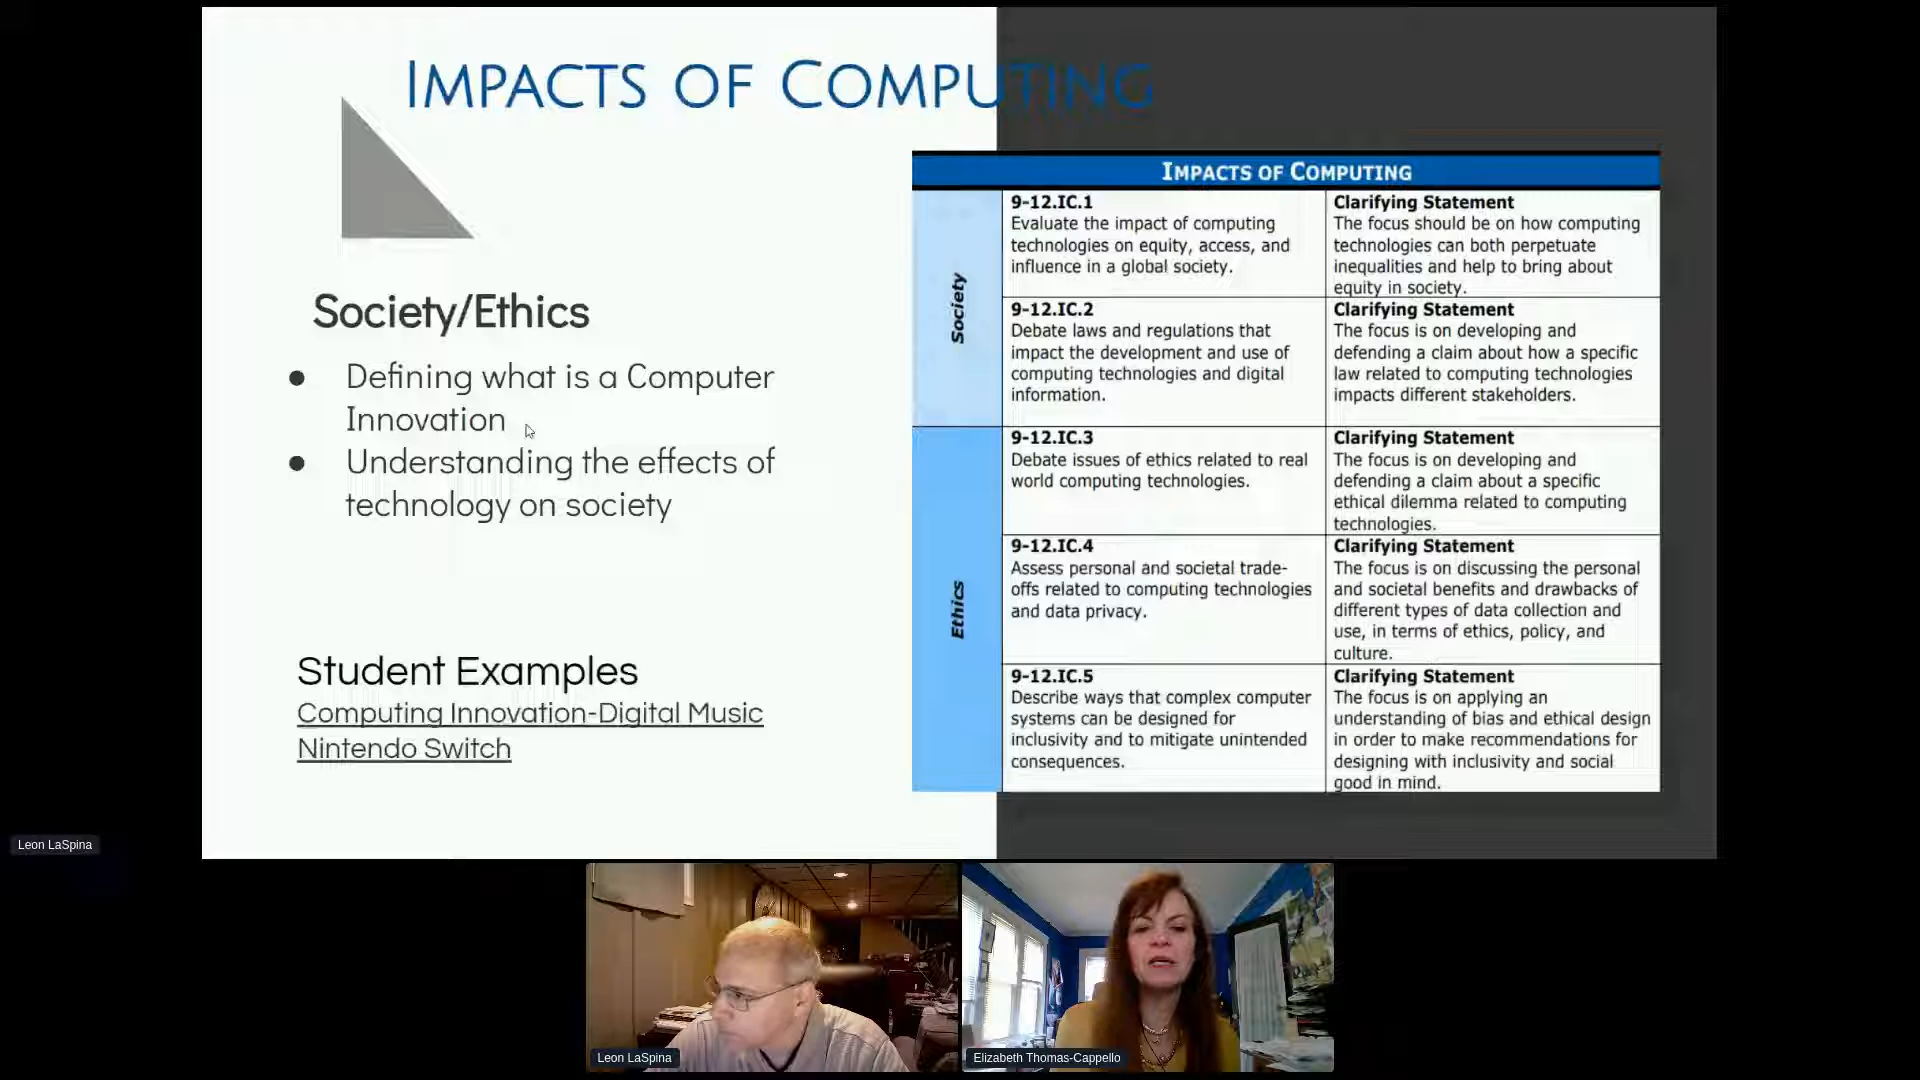 IMPACTS OF COMPUTING
Society/Ethics
● Defining what is a Computer
Innovation
● Understanding the effects of
technology on society
Student Examples
Computing Innovation-Digital Music
Nintendo Switch
IMPACTS OF COMPUTING
Society
9-12.IC.1
Evaluate the impact of computing
technologies on equity, access, and
influence in a global society.
Clarifying Statement
The focus should be on how computing
technologies can both perpetuate
inequalities and help to bring about
equity in society.
9-12.IC.2
Debate laws and regulations that
impact the development and use of
computing technologies and digital
information.
Clarifying Statement
The focus is on developing and
defending a claim about how a specific
law related to computing technologies
impacts different stakeholders.
Ethics
9-12.IC.3
Debate issues of ethics related to real
world computing technologies.
Clarifying Statement
The focus is on developing and
defending a claim about a specific
ethical dilemma related to computing
technologies.
9-12.IC.4
Assess personal and societal trade-
offs related to computing technologies
and data privacy.
Clarifying Statement
The focus is on discussing the personal
and societal benefits and drawbacks of
different types of data collection and
use, in terms of ethics, policy, and
culture.
9-12.IC.5
Describe ways that complex computer
systems can be designed for
inclusivity and to mitigate unintended
consequences.
Clarifying Statement
The focus is on applying an
understanding of bias and ethical design
in order to make recommendations for
designing with inclusivity and social
good in mind.
Leon LaSpina
Leon LaSpina
Elizabeth Thomas-Cappello